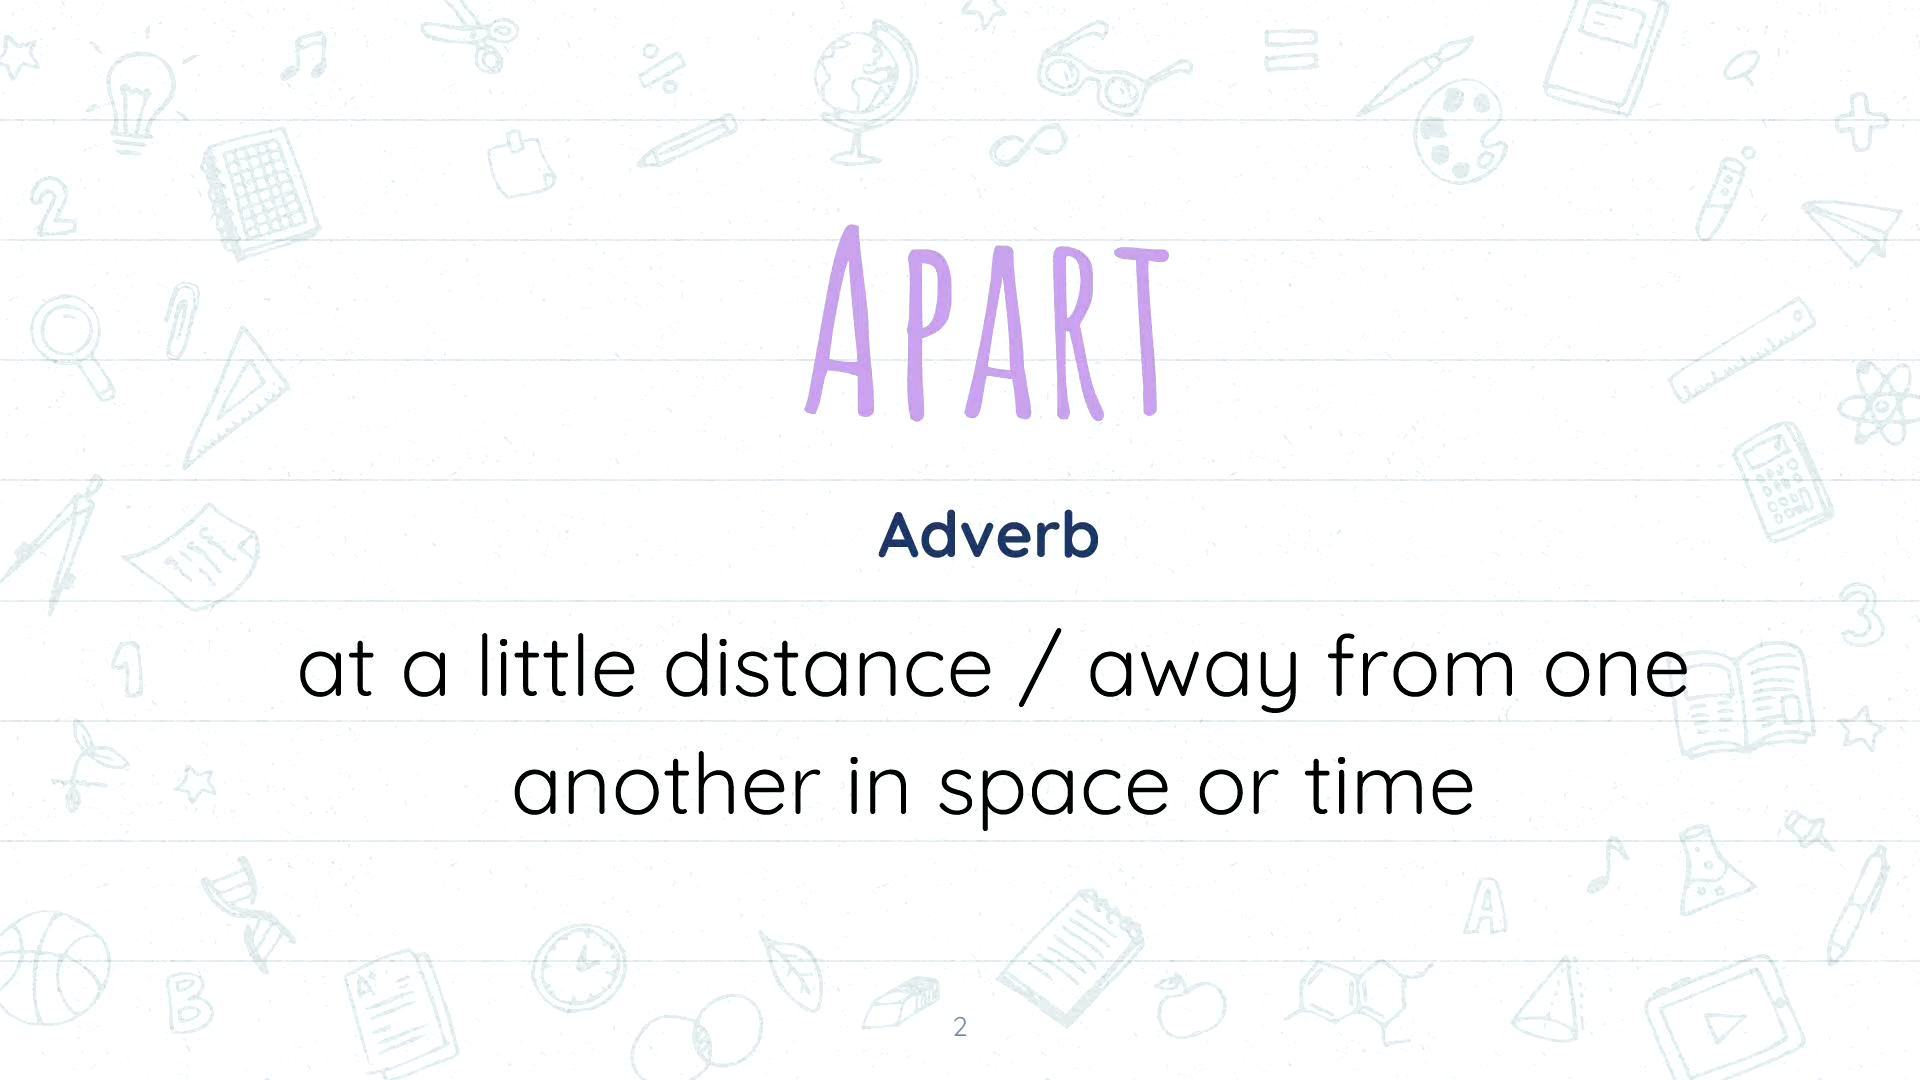 Apart
Adverb
at a little distance / away from one
another in space or time
2